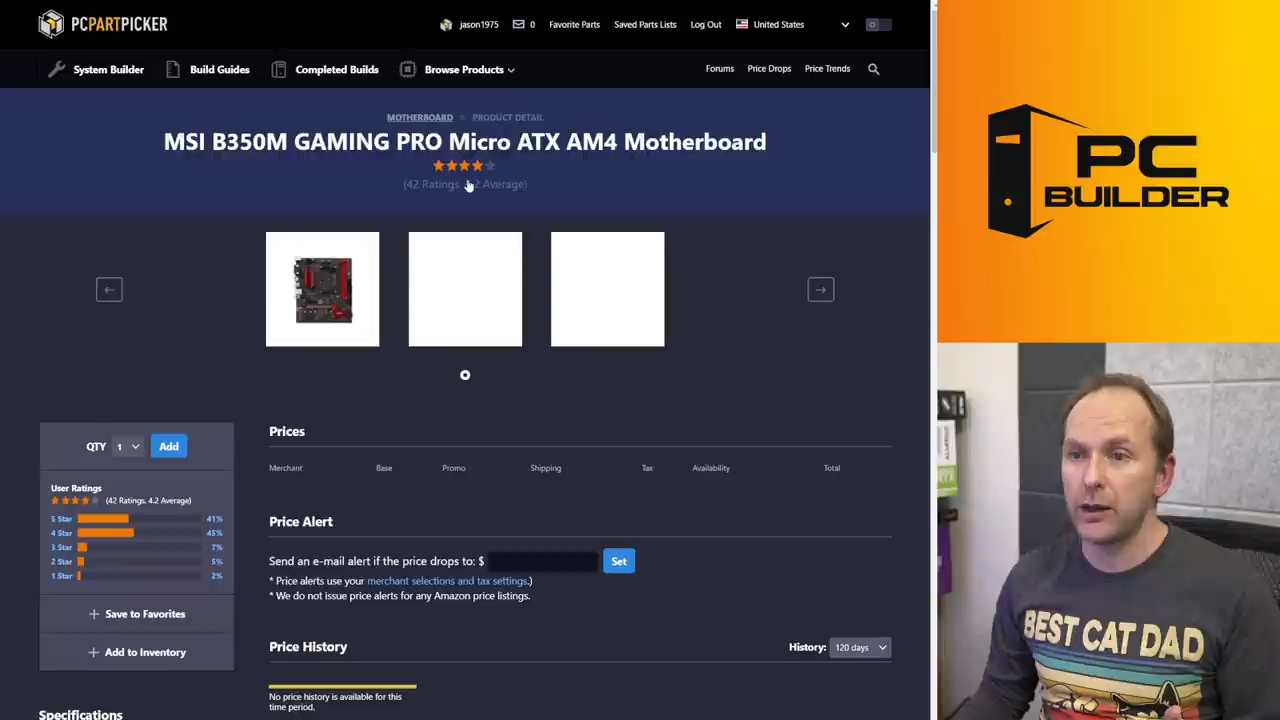 PCPARTPICKER
jason1975
0
Favorite Parts
Saved Parts Lists
Log Out
United States
System Builder
Build Guides
Completed Builds
Browse Products
Forums
Price Drops
Price Trends
MOTHERBOARD
PRODUCT DETAIL
MSI B350M GAMING PRO Micro ATX AM4 Motherboard
(42 Ratings, 4.2 Average)
QTY 1 Add
User Ratings
(42 Ratings, 4.2 Average)
5 Star 41%
4 Star 45%
3 Star 7%
2 Star 5%
1 Star 2%
+ Save to Favorites
+ Add to Inventory
Specifications
Prices
Merchant Base Promo Shipping Tax Availability Total
Price Alert
Send an e-mail alert if the price drops to: $ Set
* Price alerts use your merchant selections and tax settings.)
* We do not issue price alerts for any Amazon price listings.
Price History
History: 120 days
No price history is available for this
time period.
PC
BUILDER
BEST CAT DAD